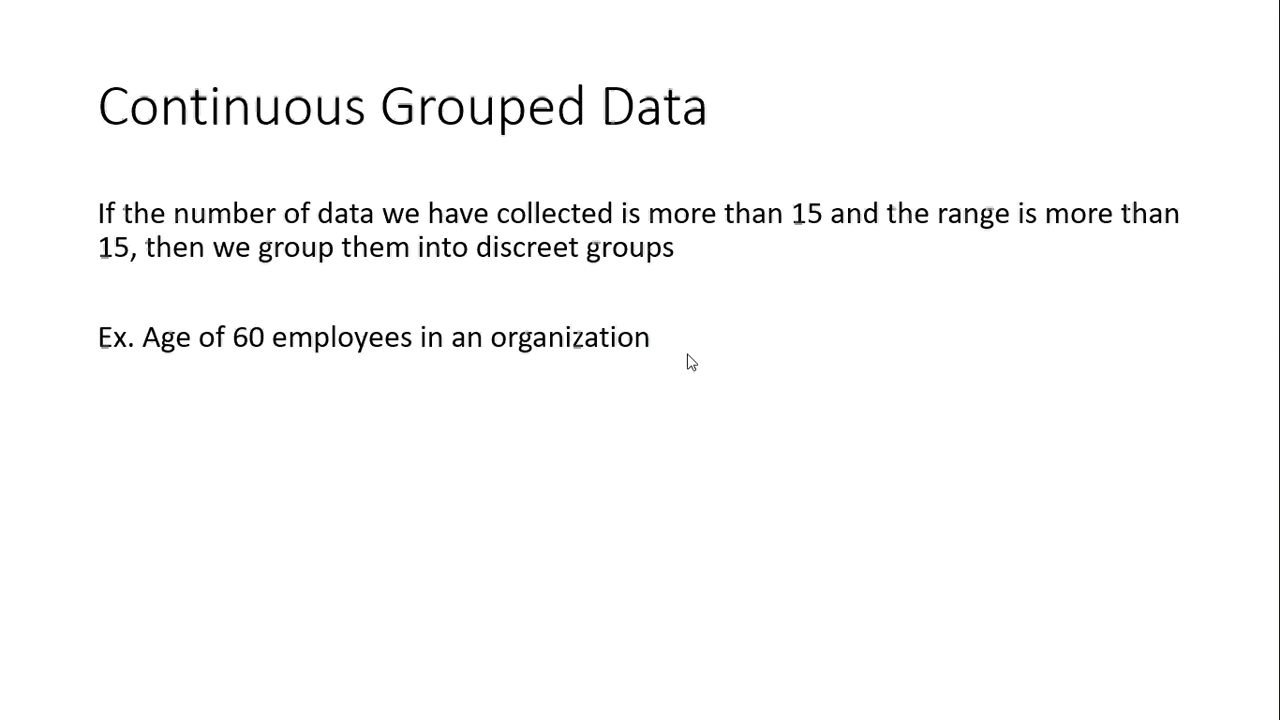 Continuous Grouped Data
If the number of data we have collected is more than 15 and the range is more than
15, then we group them into discreet groups
Ex. Age of 60 employees in an organization